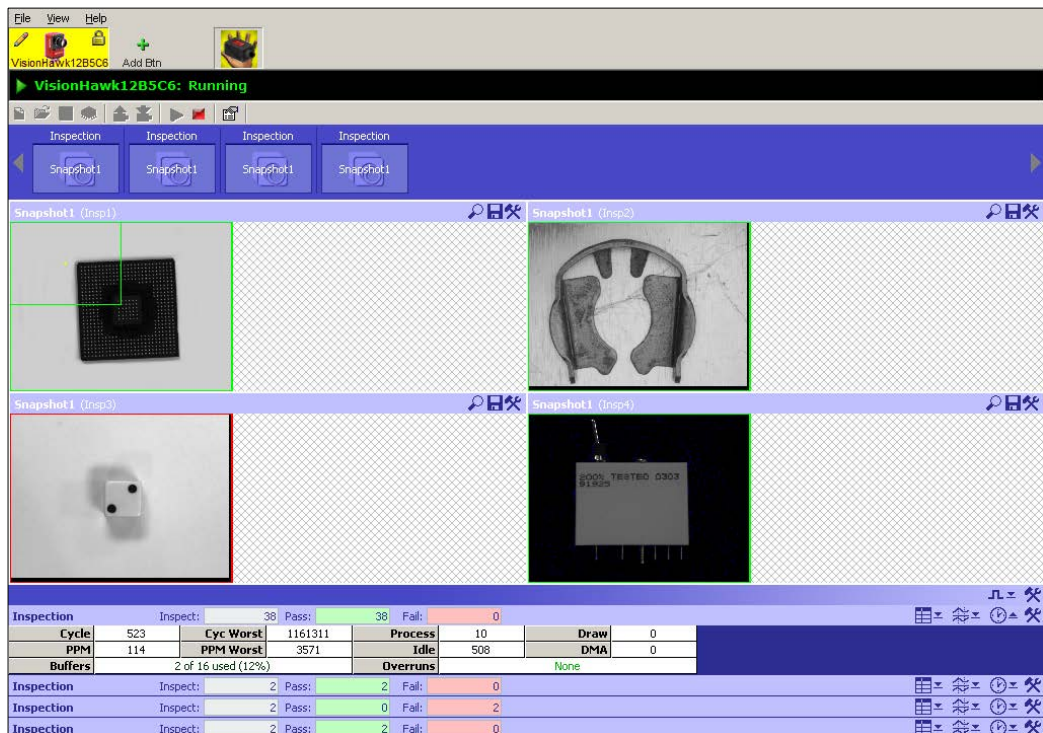 File View Help
VisionHawk12B5C6 Add Btn
VisionHawk12B5C6: Running
Inspection Inspection Inspection Inspection
Snapshot1 Snapshot1 Snapshot1 Snapshot1
Snapshot1 (Insp1) Snapshot1 (Insp2)
Snapshot1 (Insp3) Snapshot1 (Insp4)
200% TESTED 0303
91925
Inspection Inspect: 38 Pass: 38 Fail: 0
Cycle 523 Cyc Worst 1161311 Process 10 Draw 0
PPM 114 PPM Worst 3571 Idle 508 DMA 0
Buffers 2 of 16 used (12%) Overruns None
Inspection Inspect: 2 Pass: 2 Fail: 0
Inspection Inspect: 2 Pass: 0 Fail: 2
Inspection Inspect: 2 Pass: 2 Fail: 0